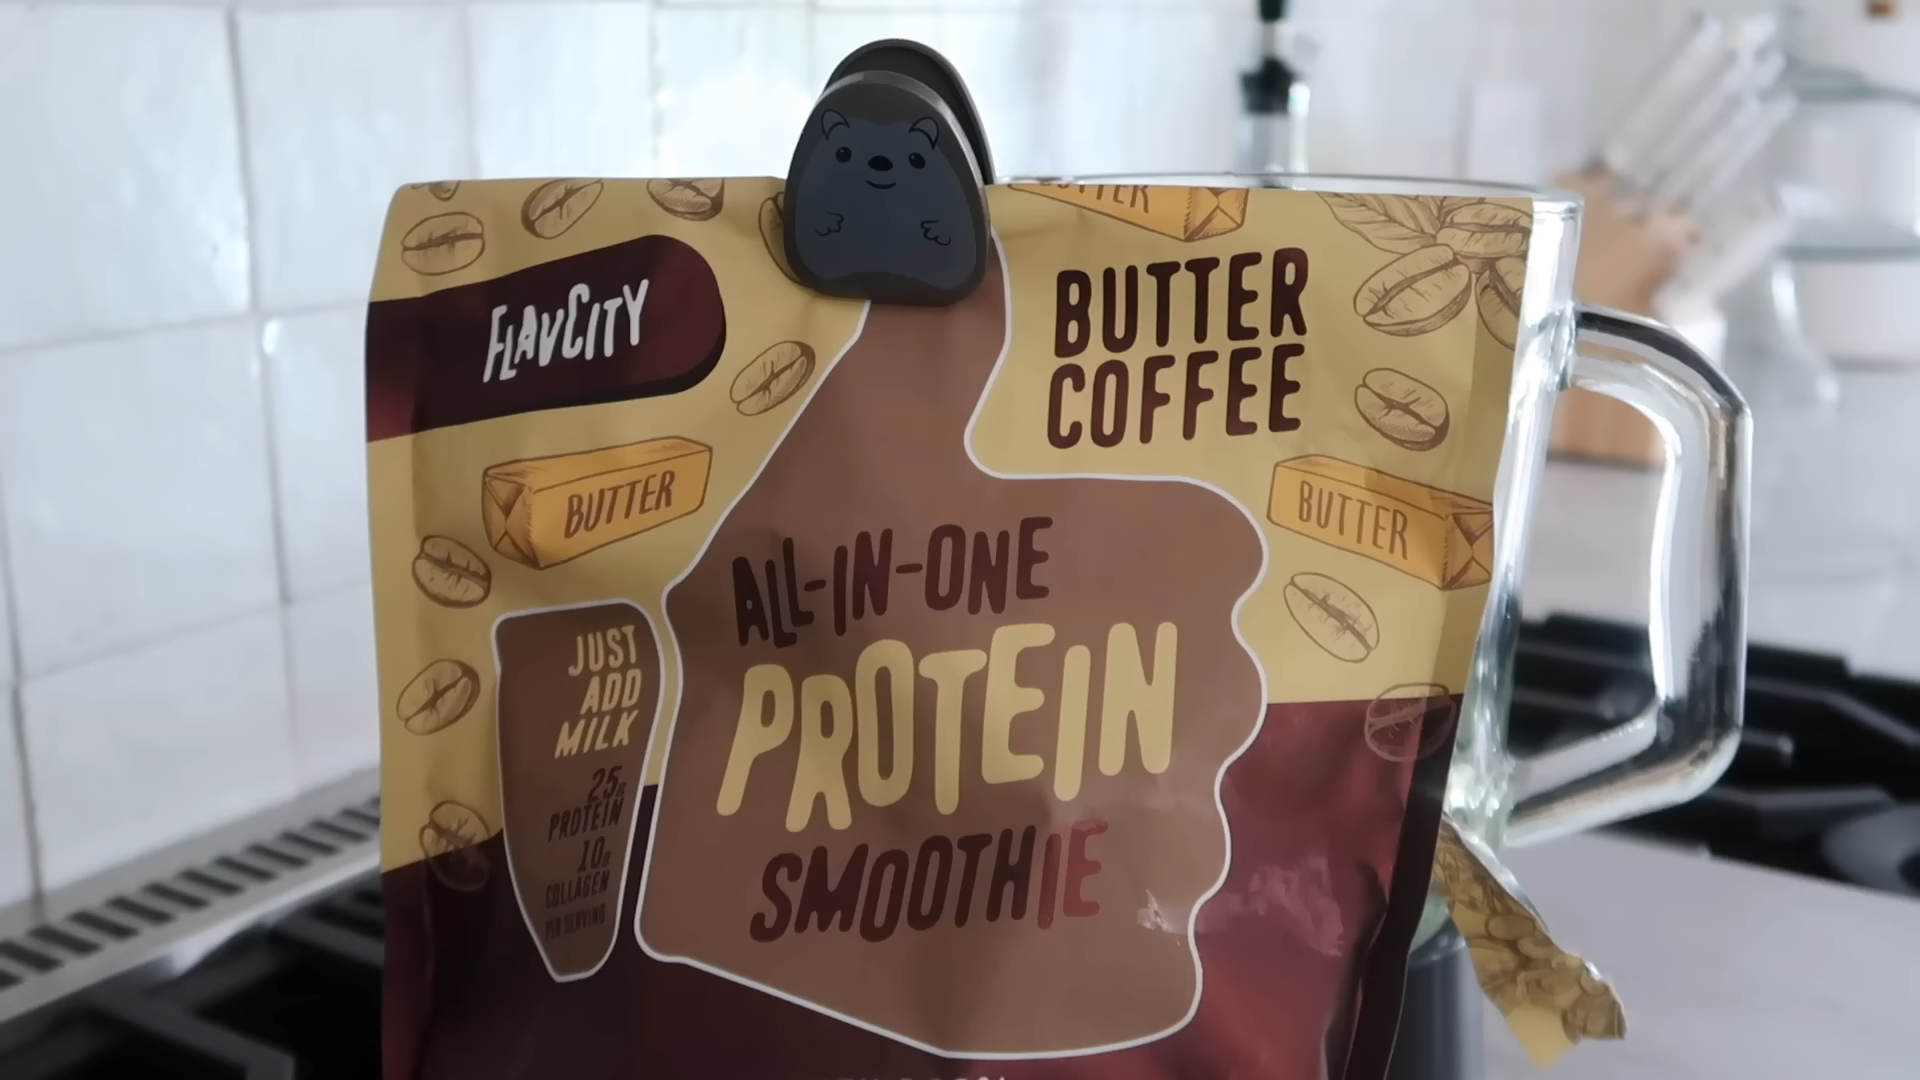 FLAVCITY
BUTTER
BUTTER
COFFEE
BUTTER
BUTTER
ALL-IN-ONE
PROTEIN
SMOOTHIE
JUST
ADD
MILK
25g
PROTEIN
10g
COLLAGEN
PER SERVING